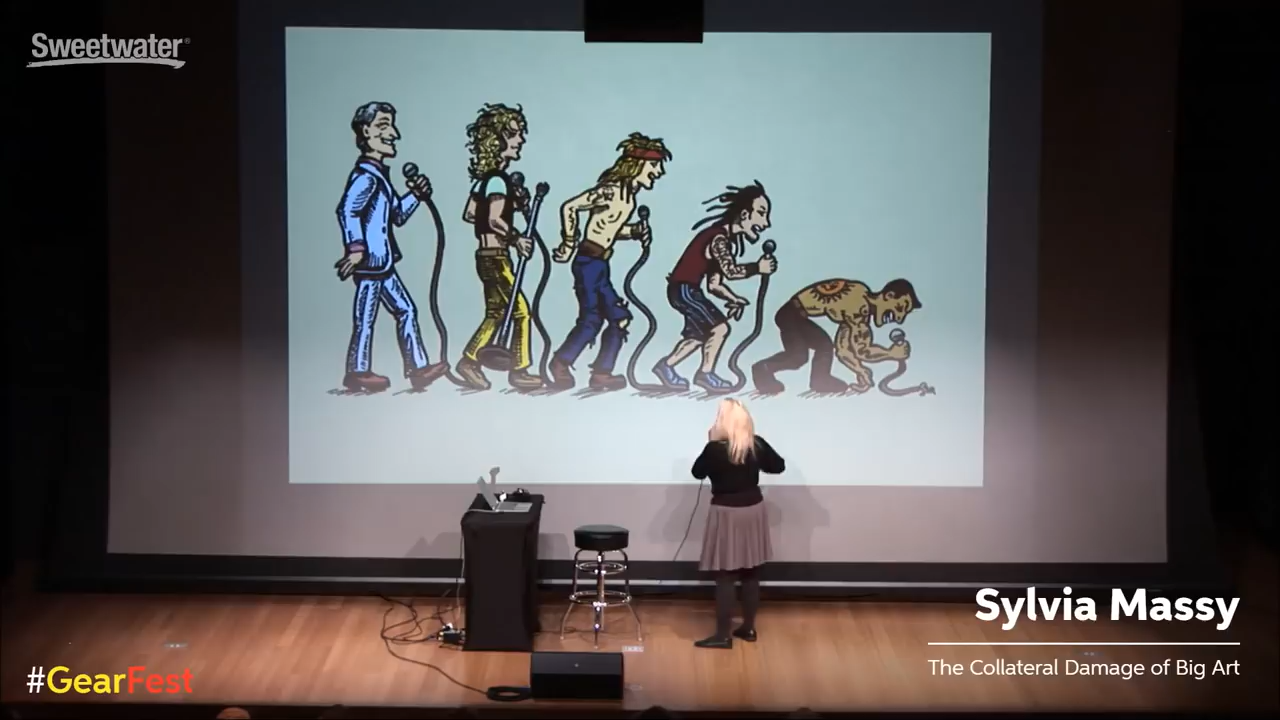 Sweetwater®
Sylvia Massy
The Collateral Damage of Big Art
#GearFest